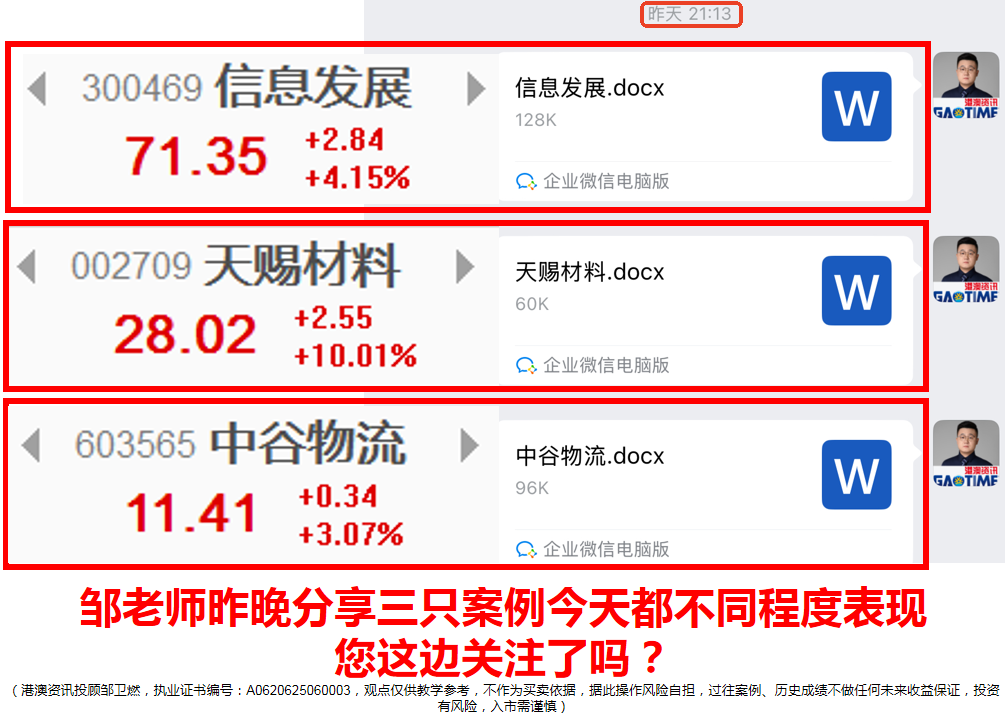 昨天 21:13
300469 信息发展
71.35
+2.84
+4.15%
信息发展.docx
128K
W
企业微信电脑版
港澳资讯
GAOTIME
002709 天赐材料
28.02
+2.55
+10.01%
天赐材料.docx
60K
W
企业微信电脑版
港澳资讯
GAOTIME
603565 中谷物流
11.41
+0.34
+3.07%
中谷物流.docx
96K
W
企业微信电脑版
港澳资讯
GAOTIME
邹老师昨晚分享三只案例今天都不同程度表现
您这边关注了吗？
（港澳资讯投顾邹卫燃，执业证书编号：A0620625060003，观点仅供教学参考，不作为买卖依据，据此操作风险自担，过往案例、历史成绩不做任何未来收益保证，投资
有风险，入市需谨慎）